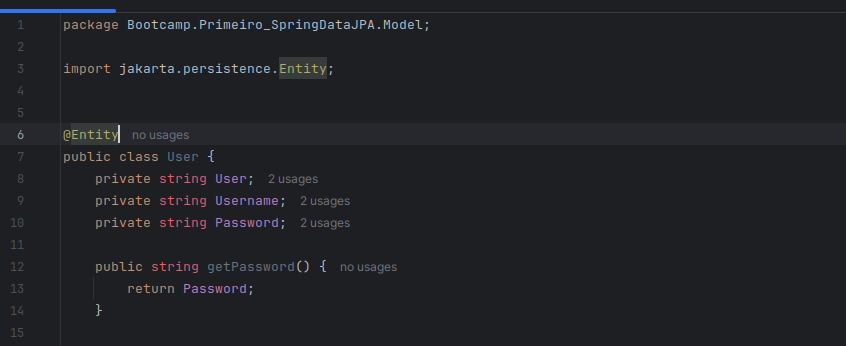 1 package Bootcamp.Primeiro_SpringDataJPA.Model;
2
3 import jakarta.persistence.Entity;
4
5
6 @Entity no usages
7 public class User {
8 private string User; 2 usages
9 private string Username; 2 usages
10 private string Password; 2 usages
11
12 public string getPassword() { no usages
13 return Password;
14 }
15